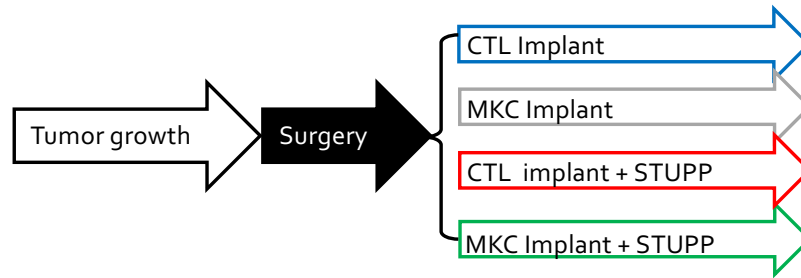 Tumor growth
Surgery
CTL Implant
MKC Implant
CTL implant + STUPP
MKC Implant + STUPP